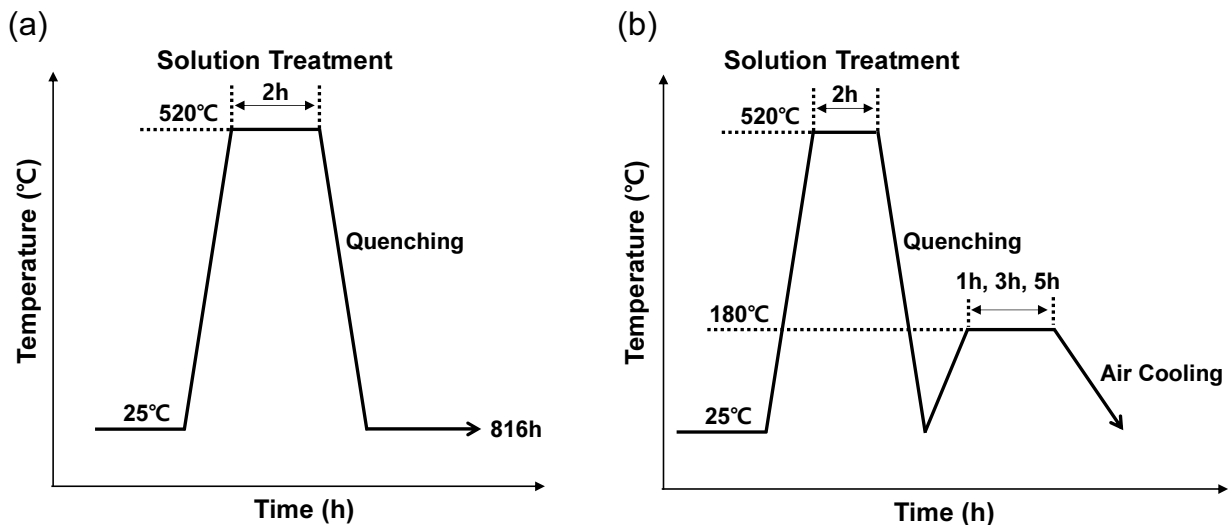 (a)
Solution Treatment
2h
520℃
Quenching
25℃
816h
Temperature (℃)
Time (h)
(b)
Solution Treatment
2h
520℃
Quenching
1h, 3h, 5h
180℃
Air Cooling
25℃
Temperature (℃)
Time (h)